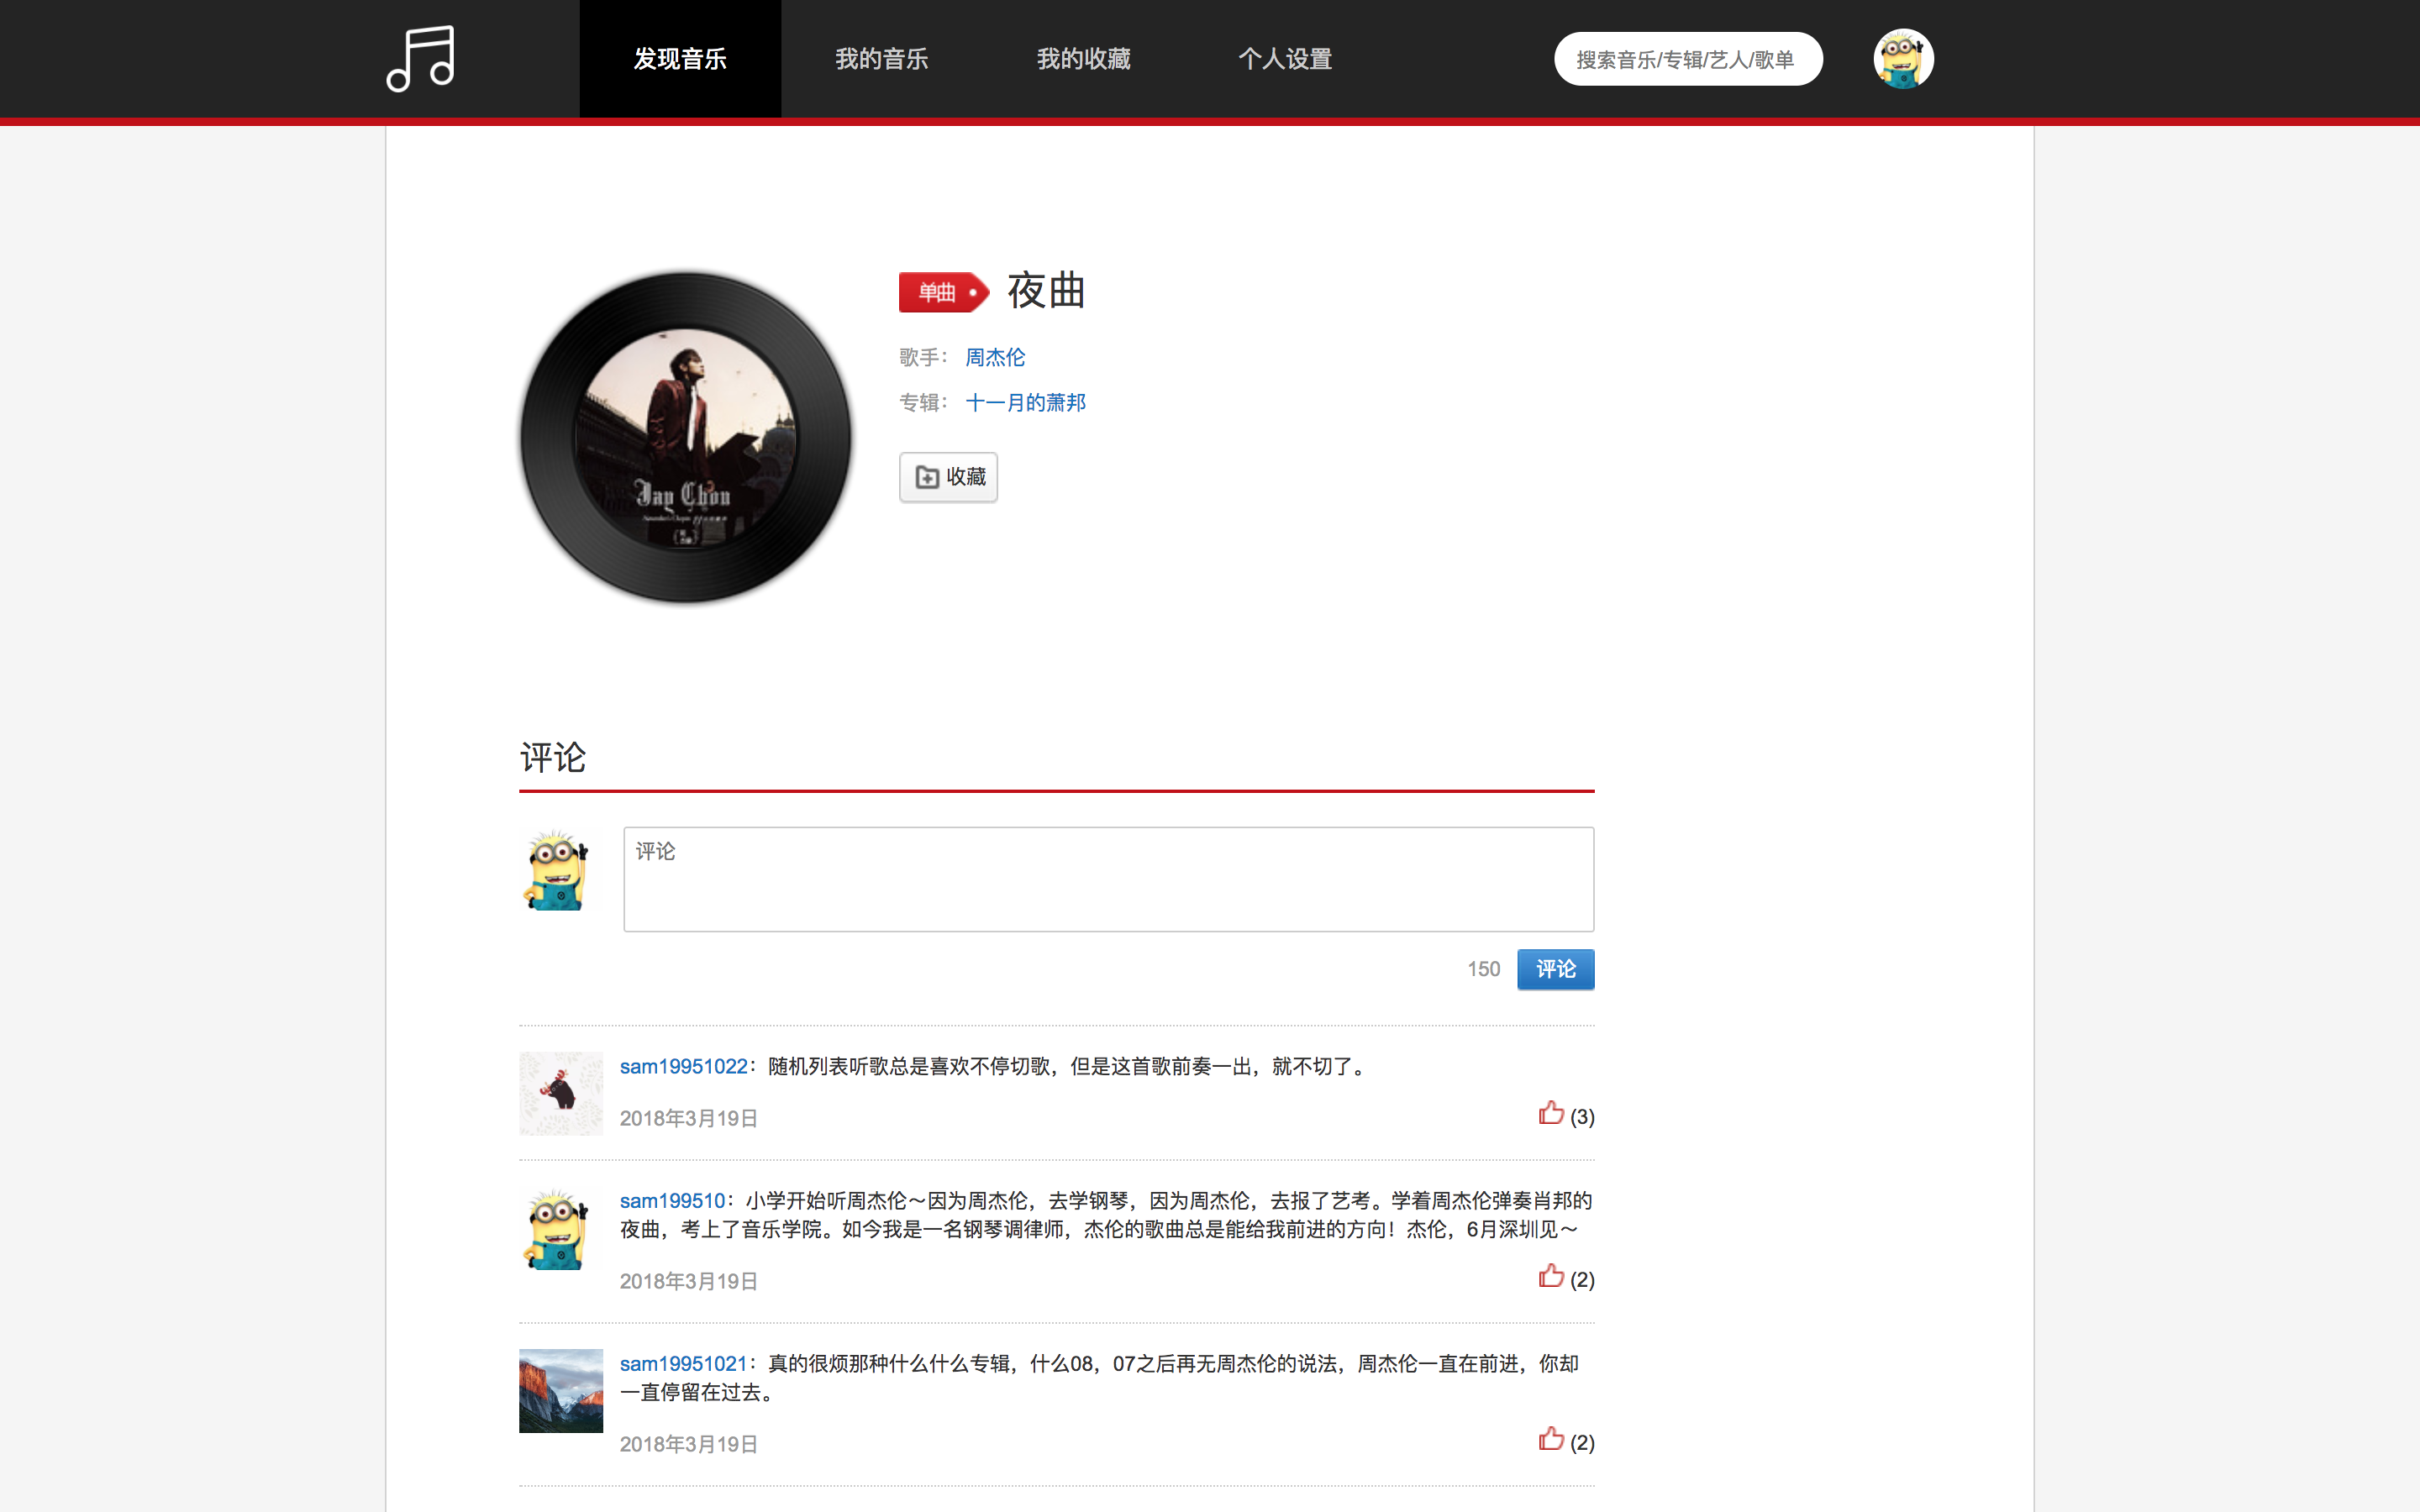 发现音乐
我的音乐
我的收藏
个人设置
搜索音乐/专辑/艺人/歌单
单曲
夜曲
歌手：
周杰伦
专辑：
十一月的萧邦
收藏
Jay Chou
评论
评论
150
评论
sam19951022：随机列表听歌总是喜欢不停切歌，但是这首歌前奏一出，就不切了。
2018年3月19日
(3)
sam199510：小学开始听周杰伦～因为周杰伦，去学钢琴，因为周杰伦，去报了艺考。学着周杰伦弹奏肖邦的
夜曲，考上了音乐学院。如今我是一名钢琴调律师，杰伦的歌曲总是能给我前进的方向！杰伦，6月深圳见～
2018年3月19日
(2)
sam19951021：真的很烦那种什么什么专辑，什么08，07之后再无周杰伦的说法，周杰伦一直在前进，你却
一直停留在过去。
2018年3月19日
(2)